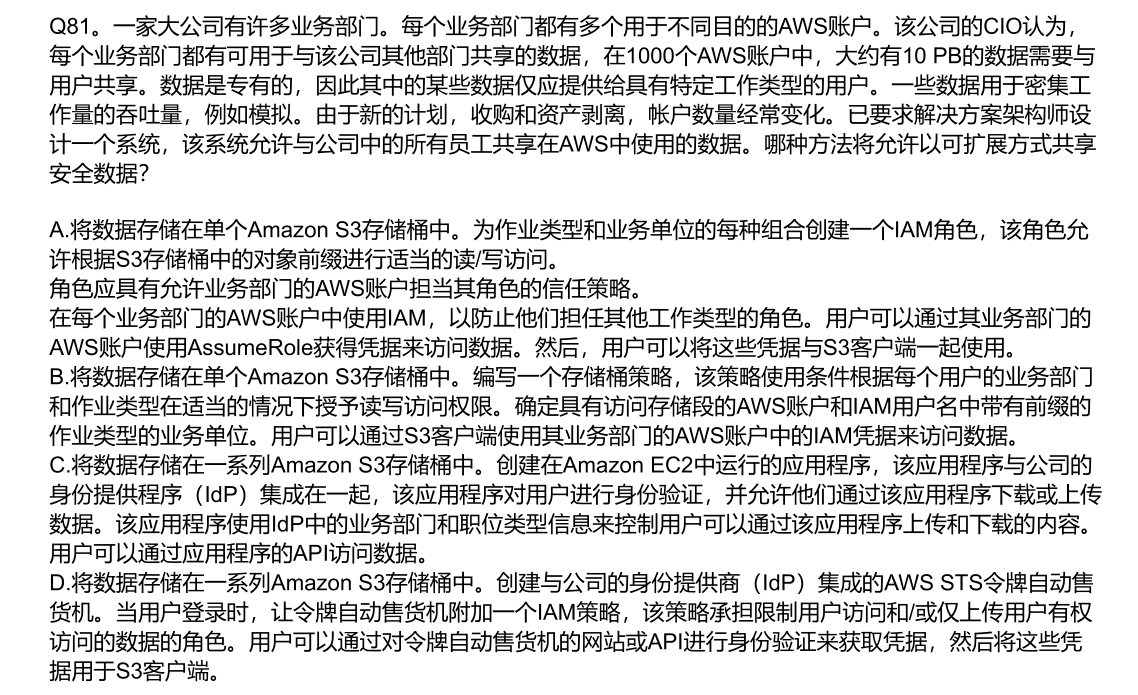 Q81。一家大公司有许多业务部门。每个业务部门都有多个用于不同目的的AWS账户。该公司的CIO认为，
每个业务部门都有可用于与该公司其他部门共享的数据，在1000个AWS账户中，大约有10 PB的数据需要与
用户共享。数据是专有的，因此其中的某些数据仅应提供给具有特定工作类型的用户。一些数据用于密集工
作量的吞吐量，例如模拟。由于新的计划，收购和资产剥离，帐户数量经常变化。已要求解决方案架构师设
计一个系统，该系统允许与公司中的所有员工共享在AWS中使用的数据。哪种方法将允许以可扩展方式共享
安全数据？
A.将数据存储在单个Amazon S3存储桶中。为作业类型和业务单位的每种组合创建一个IAM角色，该角色允
许根据S3存储桶中的对象前缀进行适当的读/写访问。
角色应具有允许业务部门的AWS账户担当其角色的信任策略。
在每个业务部门的AWS账户中使用IAM，以防止他们担任其他工作类型的角色。用户可以通过其业务部门的
AWS账户使用AssumeRole获得凭据来访问数据。然后，用户可以将这些凭据与S3客户端一起使用。
B.将数据存储在单个Amazon S3存储桶中。编写一个存储桶策略，该策略使用条件根据每个用户的业务部门
和作业类型在适当的情况下授予读写访问权限。确定具有访问存储段的AWS账户和IAM用户名中带有前缀的
作业类型的业务单位。用户可以通过S3客户端使用其业务部门的AWS账户中的IAM凭据来访问数据。
C.将数据存储在一系列Amazon S3存储桶中。创建在Amazon EC2中运行的应用程序，该应用程序与公司的
身份提供程序（IdP）集成在一起，该应用程序对用户进行身份验证，并允许他们通过该应用程序下载或上传
数据。该应用程序使用IdP中的业务部门和职位类型信息来控制用户可以通过该应用程序上传和下载的内容。
用户可以通过应用程序的API访问数据。
D.将数据存储在一系列Amazon S3存储桶中。创建与公司的身份提供商（IdP）集成的AWS STS令牌自动售
货机。当用户登录时，让令牌自动售货机附加一个IAM策略，该策略承担限制用户访问和/或仅上传用户有权
访问的数据的角色。用户可以通过对令牌自动售货机的网站或API进行身份验证来获取凭据，然后将这些凭
据用于S3客户端。